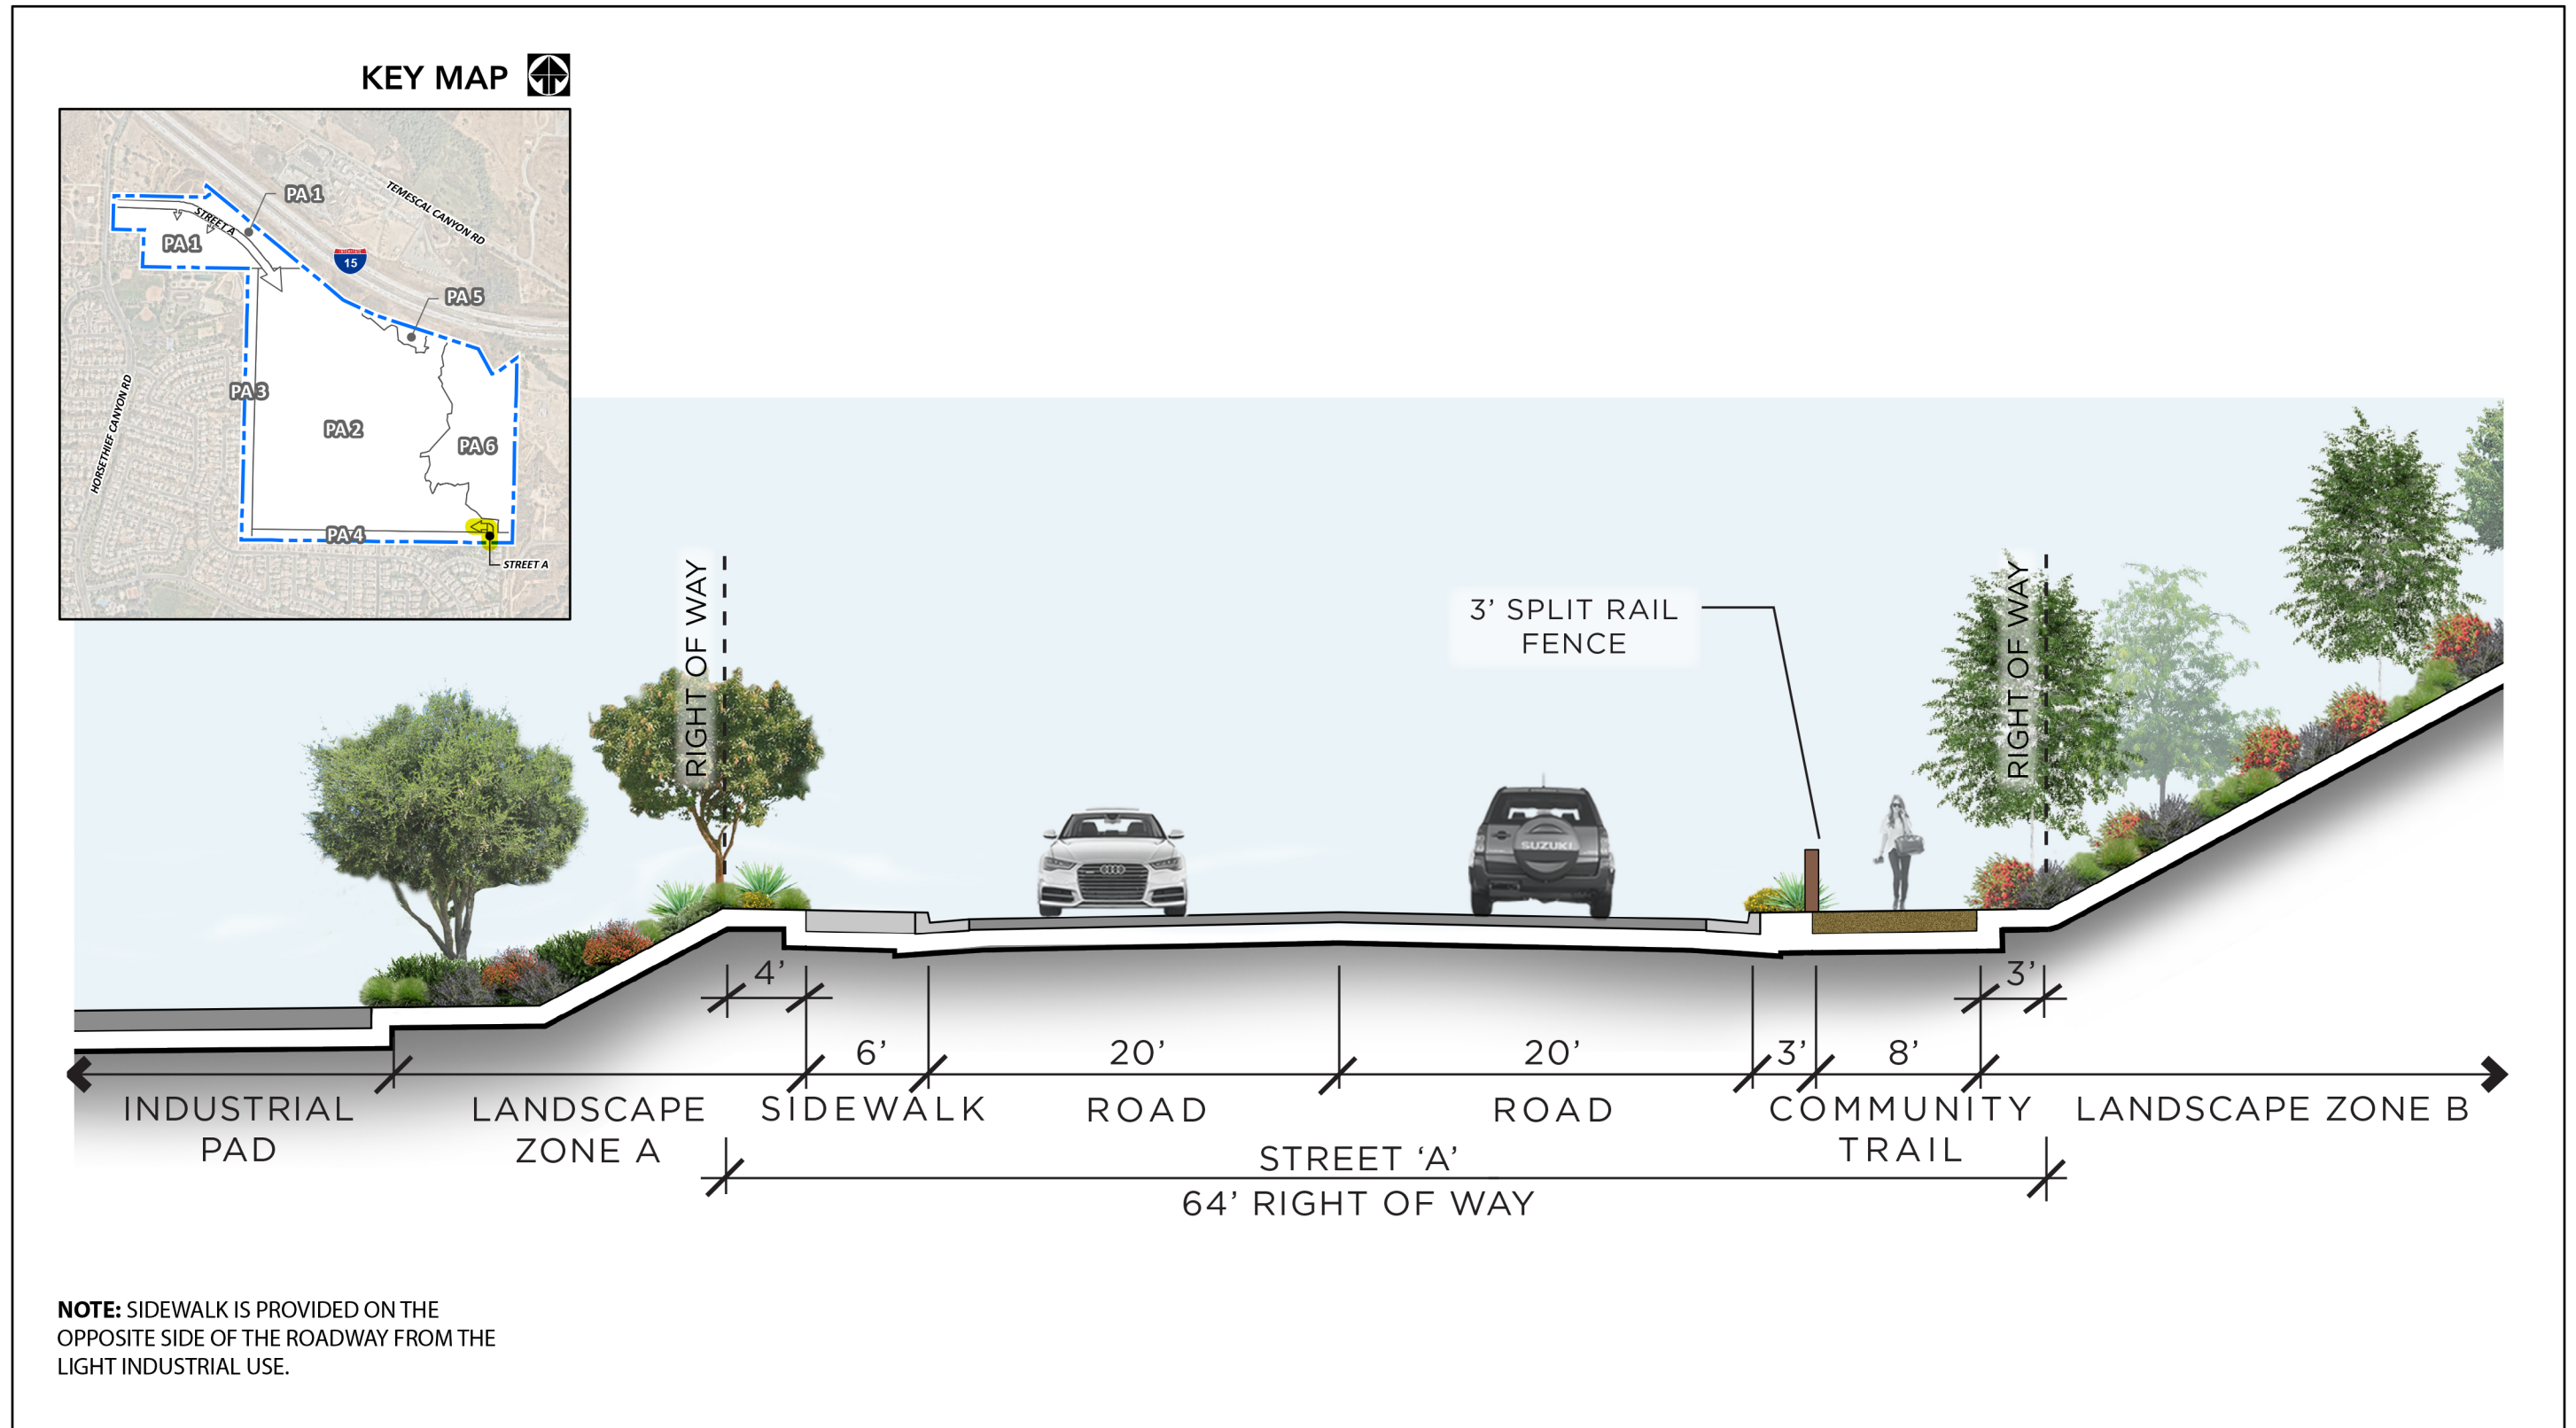 KEY MAP
PA 1
TEMESCAL CANYON RD
STREET A
PA 1
15
PA 5
PA 3
HORSETHIEF CANYON RD
PA 2
PA 6
PA 4
STREET A
RIGHT OF WAY
3’ SPLIT RAIL
FENCE
RIGHT OF WAY
SUZUKI
4’
3’
6’
20’
20’
3’
8’
INDUSTRIAL
PAD
LANDSCAPE
ZONE A
SIDEWALK
ROAD
ROAD
COMMUNITY
TRAIL
LANDSCAPE ZONE B
STREET ‘A’
64’ RIGHT OF WAY
NOTE: SIDEWALK IS PROVIDED ON THE
OPPOSITE SIDE OF THE ROADWAY FROM THE
LIGHT INDUSTRIAL USE.